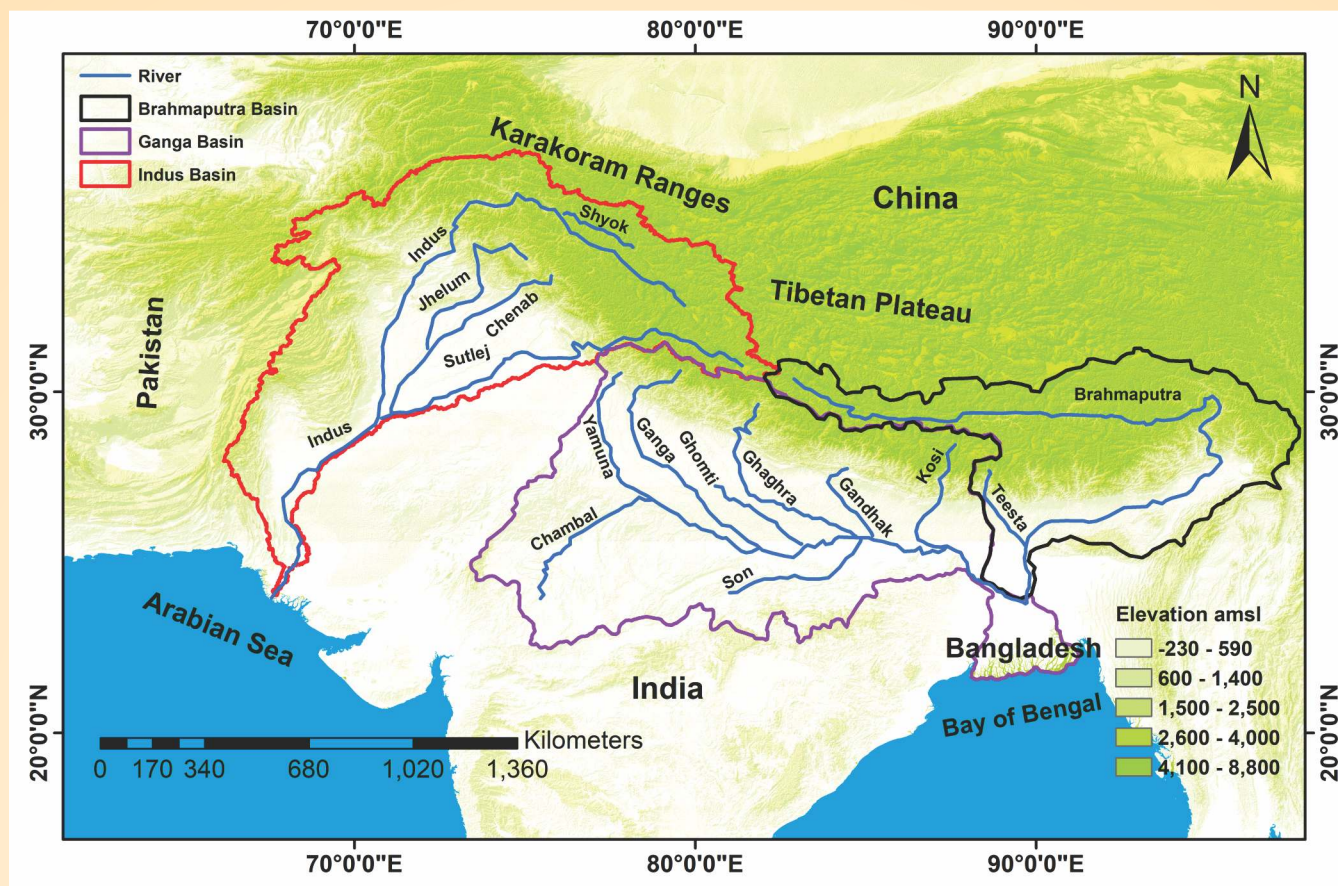 70°0'0"E 80°0'0"E 90°0'0"E
River
Brahmaputra Basin
Ganga Basin
Indus Basin
N
Karakoram Ranges
China
Shyok
Indus
Jhelum
Chenab
Sutlej
Tibetan Plateau
Pakistan
30°0'0"N
30°0'0"N
Brahmaputra
Indus
Yamuna
Ganga
Ghomti
Ghaghra
Gandhak
Kosi
Teesta
Chambal
Son
Arabian Sea
India
Bangladesh
Bay of Bengal
Elevation amsl
-230 - 590
600 - 1,400
1,500 - 2,500
2,600 - 4,000
4,100 - 8,800
20°0'0"N
20°0'0"N
Kilometers
0 170 340 680 1,020 1,360
70°0'0"E 80°0'0"E 90°0'0"E